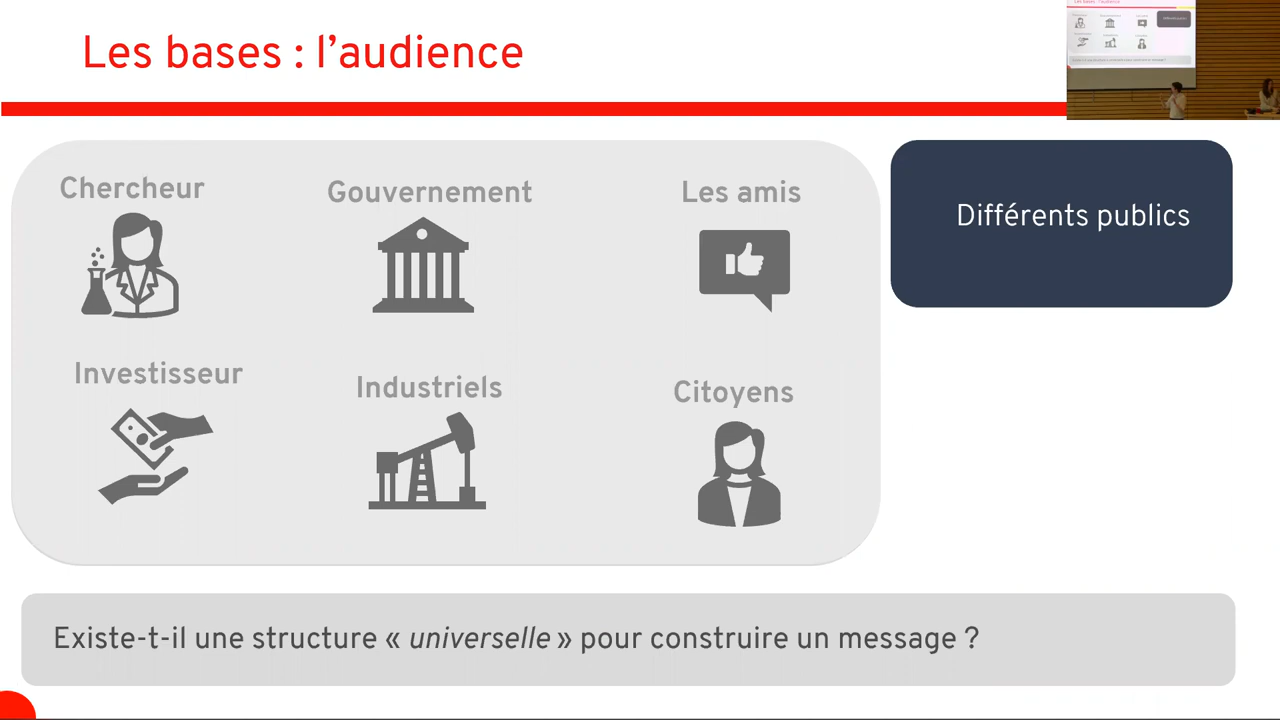 Les bases : l’audience
Chercheur
Gouvernement
Les amis
Différents publics
Investisseur
Industriels
Citoyens
Existe-t-il une structure « universelle » pour construire un message ?